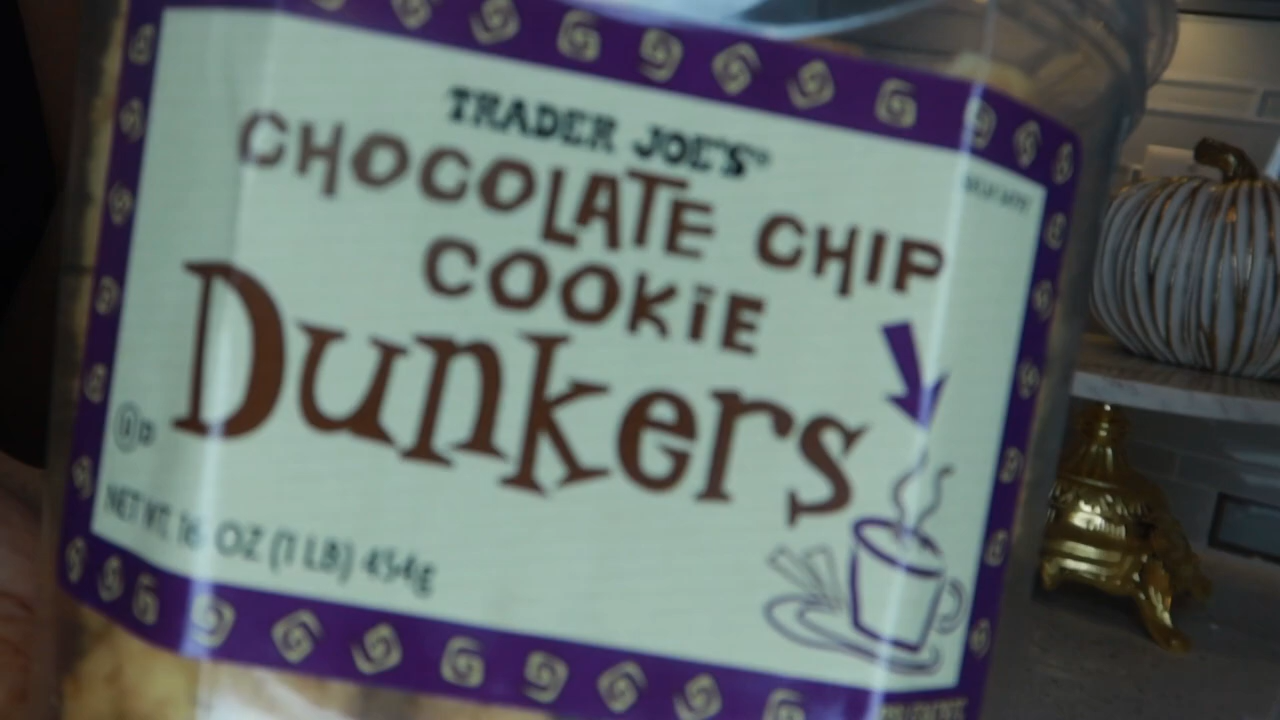 TRADER JOE'S®
CHOCOLATE CHIP
COOKIE
Dunkers
NET WT. 16 OZ (1 LB) 454g